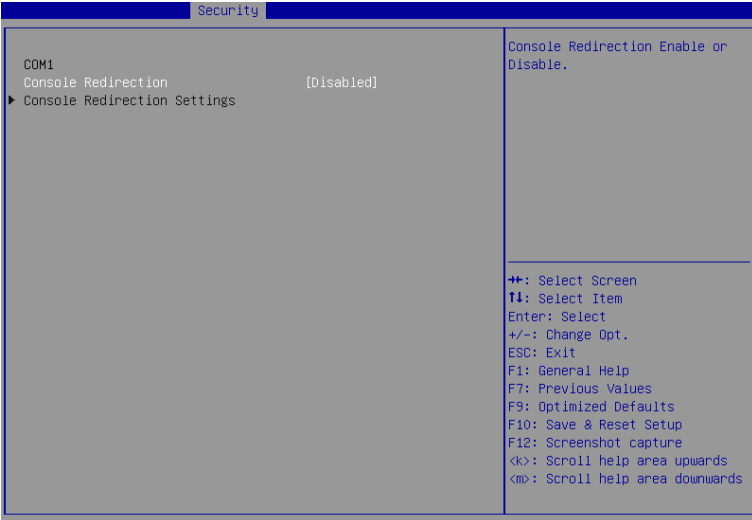 Security
COM1
Console Redirection [Disabled]
▶ Console Redirection Settings
Console Redirection Enable or
Disable.
→←: Select Screen
↑↓: Select Item
Enter: Select
+/-: Change Opt.
ESC: Exit
F1: General Help
F7: Previous Values
F9: Optimized Defaults
F10: Save & Reset Setup
F12: Screenshot capture
<k>: Scroll help area upwards
<m>: Scroll help area downwards